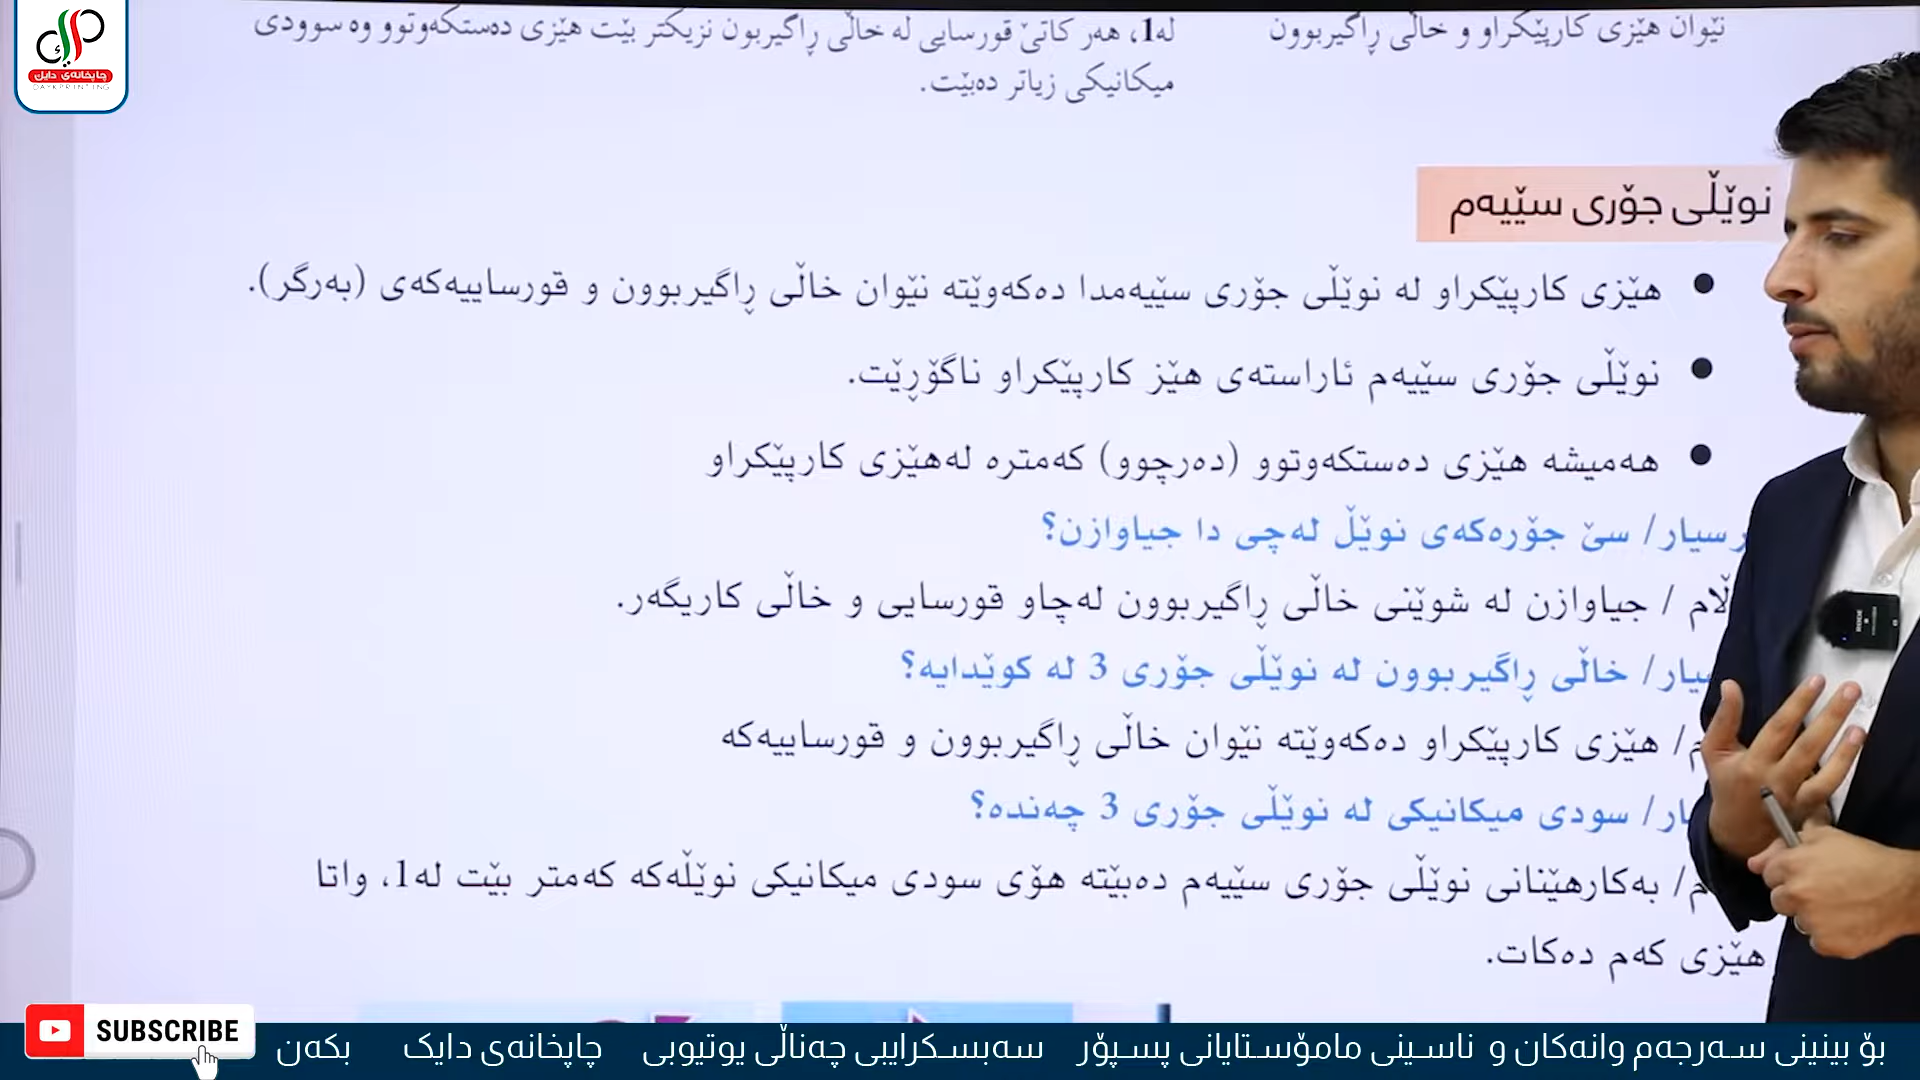 نێوان هێزی کارپێکراو و خاڵی ڕاگیربوون
لە1، هەر کاتێ قورسایی لە خاڵی ڕاگیربون نزیکتر بێت هێزی دەستکەوتوو وە سوودی
میکانیکی زیاتر دەبێت.
چاپخانەی دایک
DAYK PRINTING
نوێڵی جۆری سێیەم
● هێزی کارپێکراو لە نوێڵی جۆری سێیەمدا دەکەوێتە نێوان خاڵی ڕاگیربوون و قورساییەکەی (بەرگر).
● نوێڵی جۆری سێیەم ئاراستەی هێز کارپێکراو ناگۆڕێت.
● هەمیشە هێزی دەستکەوتوو (دەرچوو) کەمترە لەهێزی کارپێکراو
رسیار/ سێ جۆرەکەی نوێڵ لەچی دا جیاوازن؟
ڵام / جیاوازن لە شوێنی خاڵی ڕاگیربوون لەچاو قورسایی و خاڵی کاریگەر.
یار/ خاڵی ڕاگیربوون لە نوێڵی جۆری 3 لە کوێدایە؟
م/ هێزی کارپێکراو دەکەوێتە نێوان خاڵی ڕاگیربوون و قورساییەکە
ار/ سودی میکانیکی لە نوێڵی جۆری 3 چەندە؟
م/ بەکارهێنانی نوێڵی جۆری سێیەم دەبێتە هۆی سودی میکانیکی نوێڵەکە کەمتر بێت لە1، واتا
هێزی کەم دەکات.
SUBSCRIBE
بۆ بینینی سەرجەم وانەکان و ناسینی مامۆستایانی پسپۆڕ سەبسکرایبی چەناڵی یوتیوبی چاپخانەی دایک بکەن